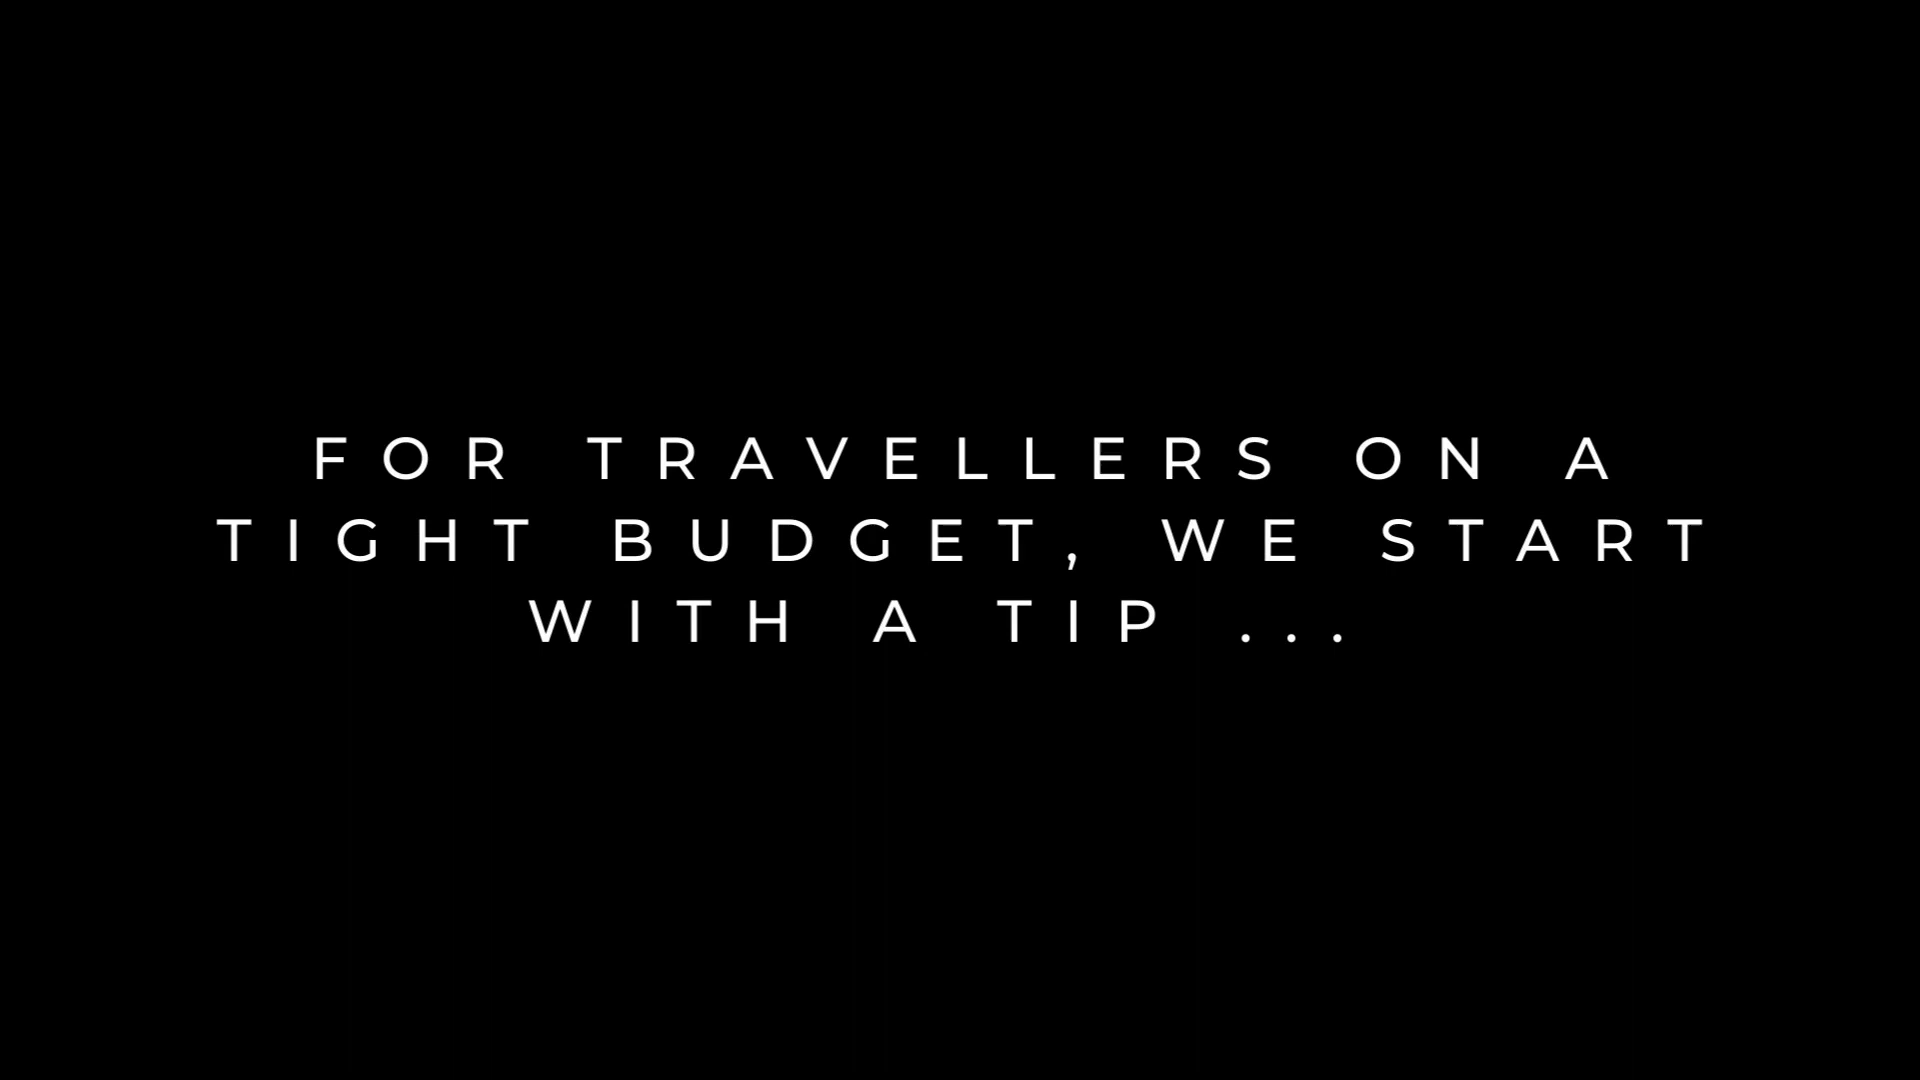 FOR TRAVELLERS ON A
TIGHT BUDGET, WE START
WITH A TIP ...